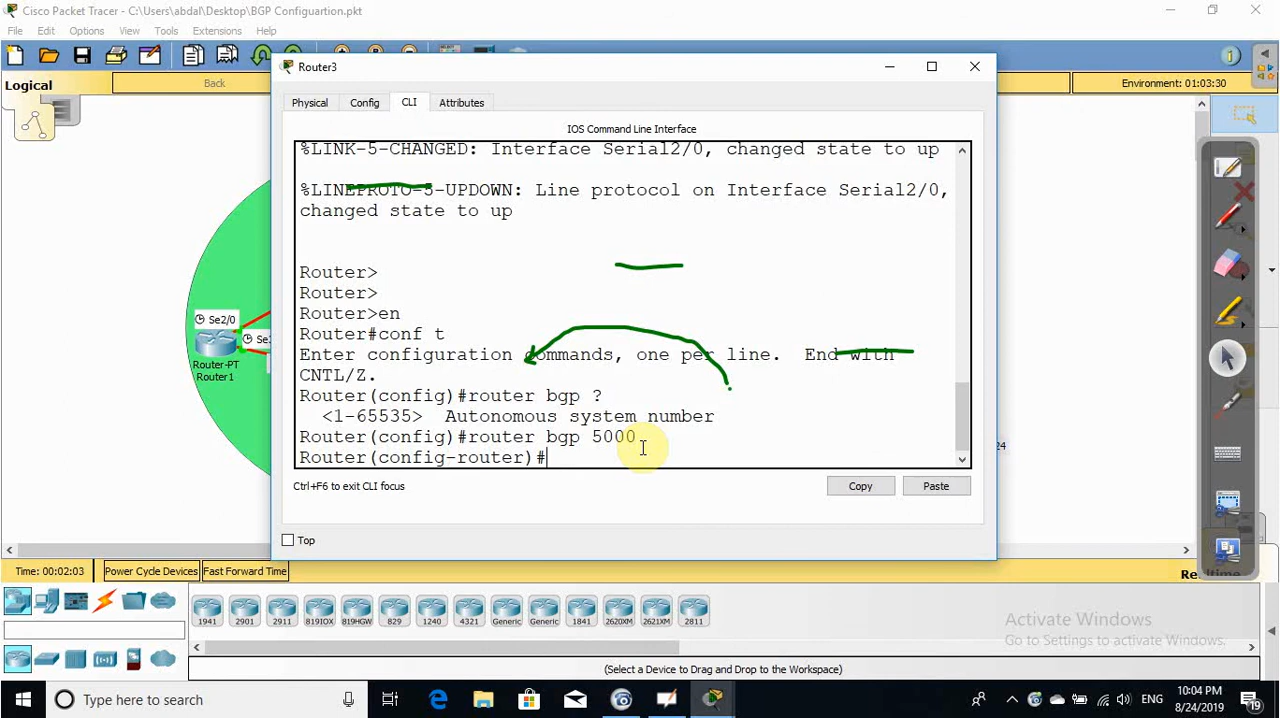 Cisco Packet Tracer - C:\Users\abdal\Desktop\BGP Configuartion.pkt
File Edit Options View Tools Extensions Help
Logical
Back
Environment: 01:03:30
Router3
Physical Config CLI Attributes
IOS Command Line Interface
%LINK-5-CHANGED: Interface Serial2/0, changed state to up
%LINEPROTO-5-UPDOWN: Line protocol on Interface Serial2/0,
changed state to up
Router>
Router>
Router>en
Router#conf t
Enter configuration commands, one per line. End with
CNTL/Z.
Router(config)#router bgp ?
<1-65535> Autonomous system number
Router(config)#router bgp 5000
Router(config-router)#
Ctrl+F6 to exit CLI focus
Copy Paste
Top
Se2/0
Router-PT
Router1
24
Time: 00:02:03 Power Cycle Devices Fast Forward Time
1941 2901 2911 819IOX 819HGW 829 1240 4321 Generic Generic 1841 2620XM 2621XM 2811
Activate Windows
Go to Settings to activate Windows.
(Select a Device to Drag and Drop to the Workspace)
Type here to search
ENG
10:04 PM
8/24/2019
19